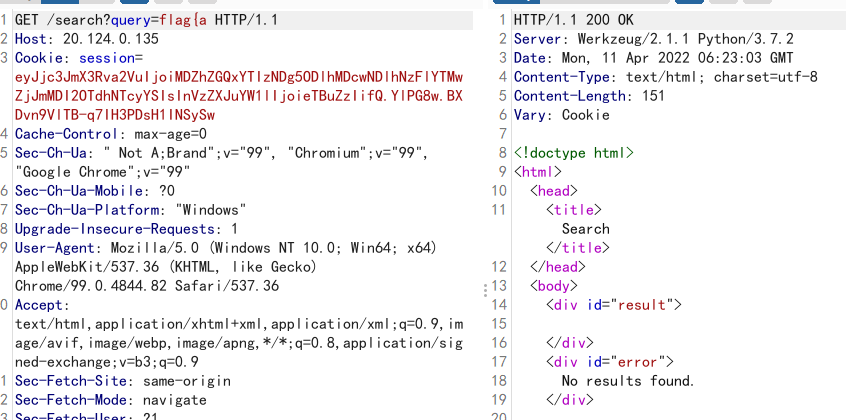 1 GET /search?query=flag{a HTTP/1.1
2 Host: 20.124.0.135
3 Cookie: session=
eyJjc3JmX3Rva2VuIjoiMDZhZGQxYTIzNDg5ODlhMDcwNDlhNzFlYTMw
ZjJmMDI2OTdhNTcyYSIsInVzZXJuYW1lIjoieTBuZzIifQ.YlPG8w.BX
Dvn9VlTB-q7lH3PDsH1lNSySw
4 Cache-Control: max-age=0
5 Sec-Ch-Ua: " Not A;Brand";v="99", "Chromium";v="99",
"Google Chrome";v="99"
6 Sec-Ch-Ua-Mobile: ?0
7 Sec-Ch-Ua-Platform: "Windows"
8 Upgrade-Insecure-Requests: 1
9 User-Agent: Mozilla/5.0 (Windows NT 10.0; Win64; x64)
AppleWebKit/537.36 (KHTML, like Gecko)
Chrome/99.0.4844.82 Safari/537.36
0 Accept:
text/html,application/xhtml+xml,application/xml;q=0.9,im
age/avif,image/webp,image/apng,*/*;q=0.8,application/sig
ned-exchange;v=b3;q=0.9
1 Sec-Fetch-Site: same-origin
2 Sec-Fetch-Mode: navigate
3 Sec-Fetch-User: ?1
1 HTTP/1.1 200 OK
2 Server: Werkzeug/2.1.1 Python/3.7.2
3 Date: Mon, 11 Apr 2022 06:23:03 GMT
4 Content-Type: text/html; charset=utf-8
5 Content-Length: 151
6 Vary: Cookie
7
8 <!doctype html>
9 <html>
10 <head>
11 <title>
Search
</title>
12 </head>
13 <body>
14 <div id="result">
15
16 </div>
17 <div id="error">
18 No results found.
19 </div>
20